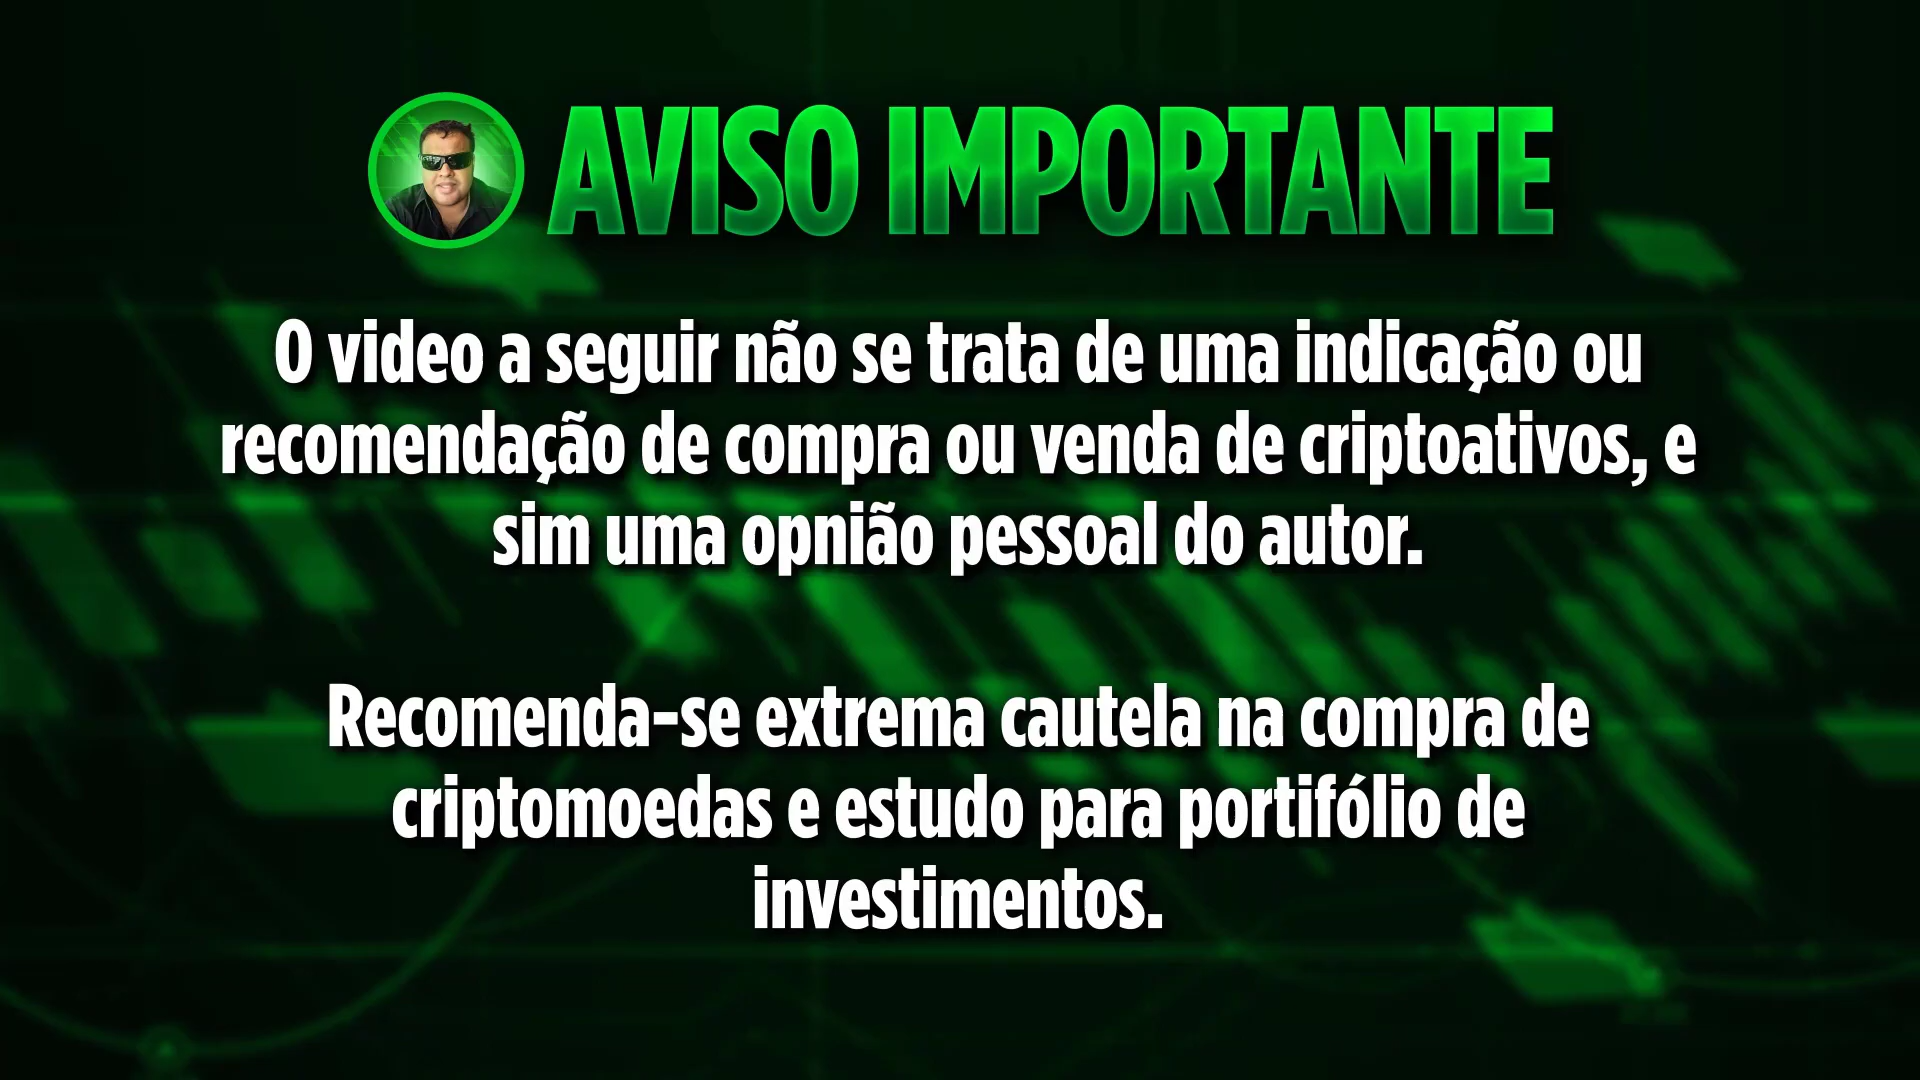 AVISO IMPORTANTE
O video a seguir não se trata de uma indicação ou
recomendação de compra ou venda de criptoativos, e
sim uma opnião pessoal do autor.
Recomenda-se extrema cautela na compra de
criptomoedas e estudo para portifólio de
investimentos.